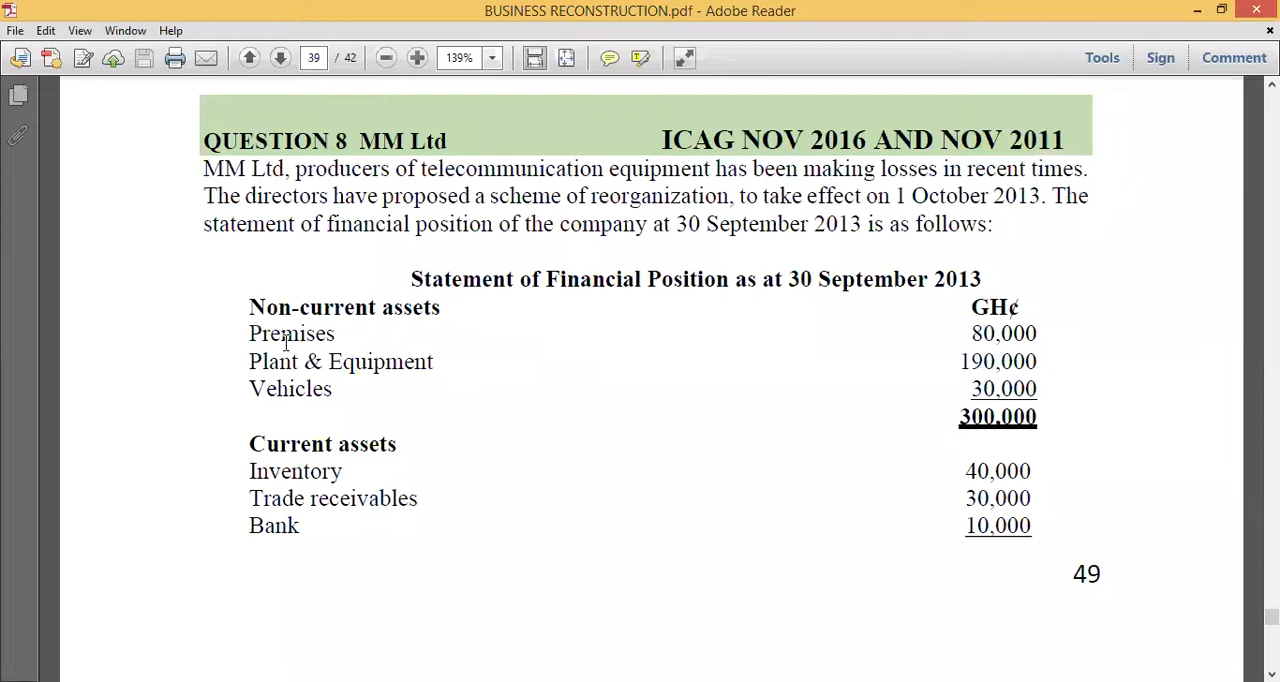 BUSINESS RECONSTRUCTION.pdf - Adobe Reader
File Edit View Window Help
39 / 42 139% Tools Sign Comment
QUESTION 8 MM Ltd ICAG NOV 2016 AND NOV 2011
MM Ltd, producers of telecommunication equipment has been making losses in recent times.
The directors have proposed a scheme of reorganization, to take effect on 1 October 2013. The
statement of financial position of the company at 30 September 2013 is as follows:
Statement of Financial Position as at 30 September 2013
Non-current assets GH¢
Premises 80,000
Plant & Equipment 190,000
Vehicles 30,000
300,000
Current assets
Inventory 40,000
Trade receivables 30,000
Bank 10,000
49